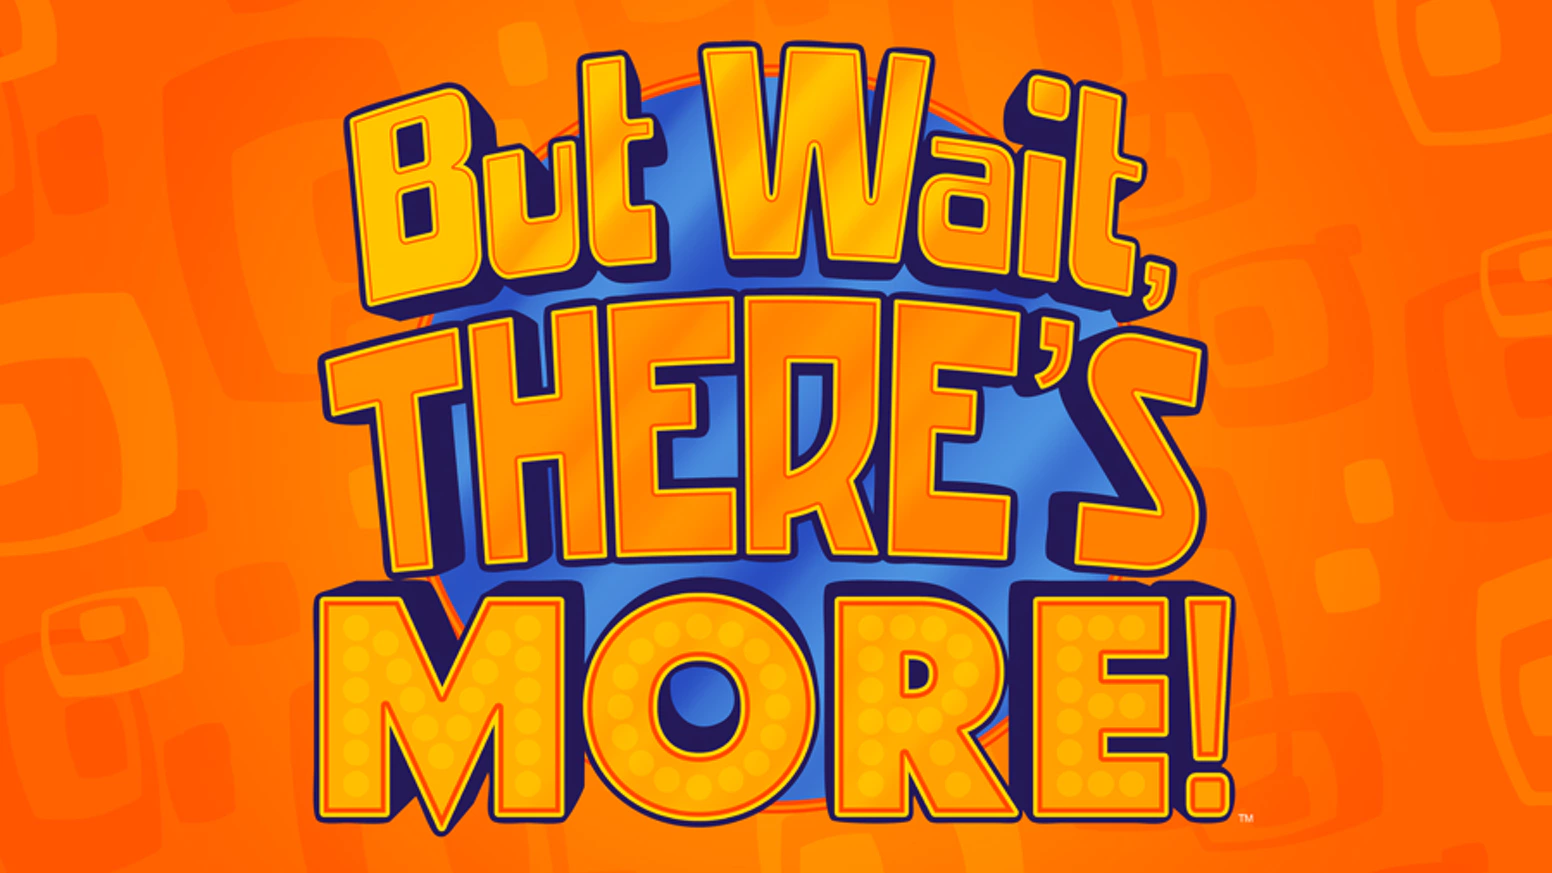 But Wait,
THERE'S
MORE!
TM